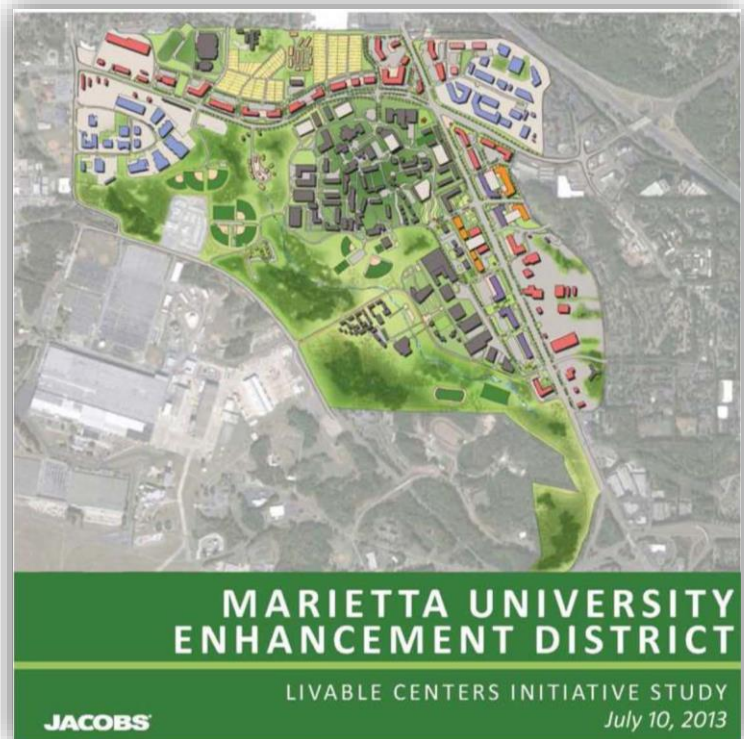 MARIETTA UNIVERSITY
ENHANCEMENT DISTRICT
LIVABLE CENTERS INITIATIVE STUDY
July 10, 2013
JACOBS